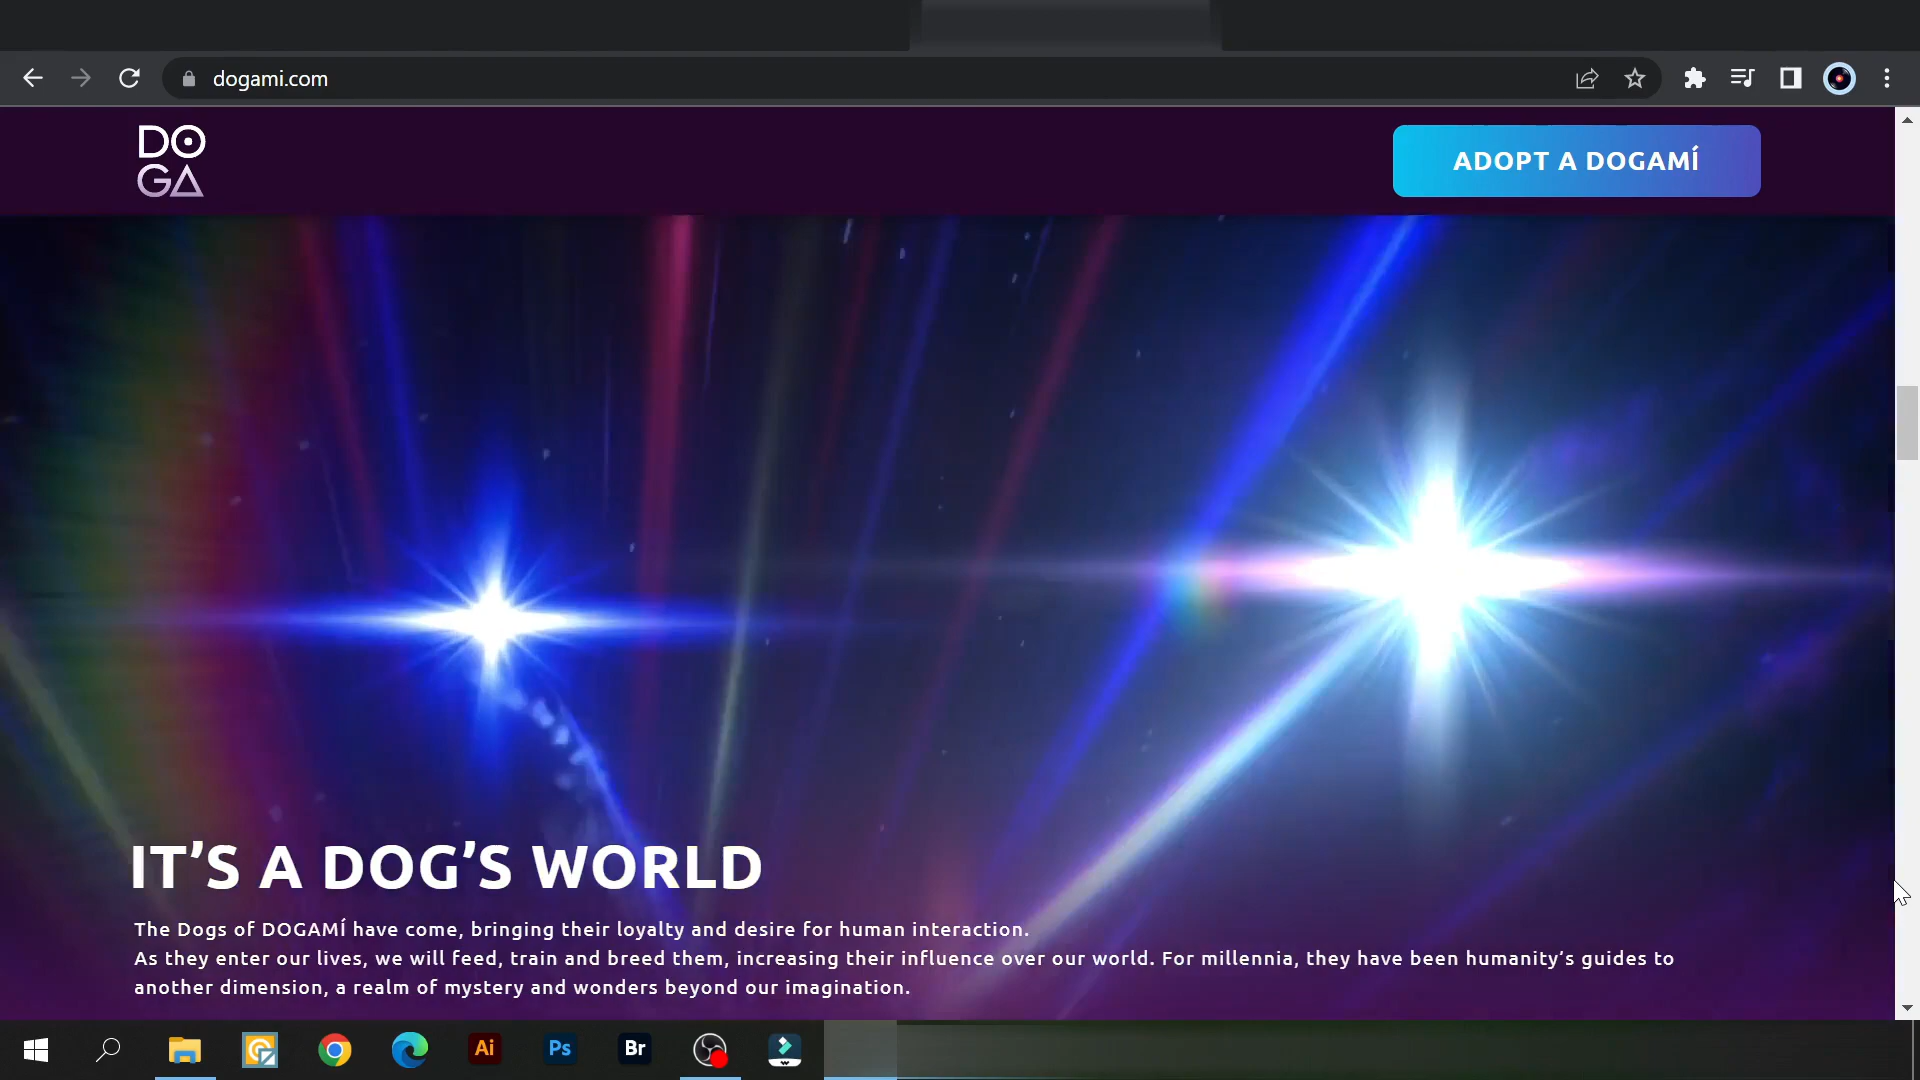 dogami.com
DO
GA
ADOPT A DOGAMÍ
IT’S A DOG’S WORLD
The Dogs of DOGAMÍ have come, bringing their loyalty and desire for human interaction.
As they enter our lives, we will feed, train and breed them, increasing their influence over our world. For millennia, they have been humanity’s guides to
another dimension, a realm of mystery and wonders beyond our imagination.
Ai
Ps
Br